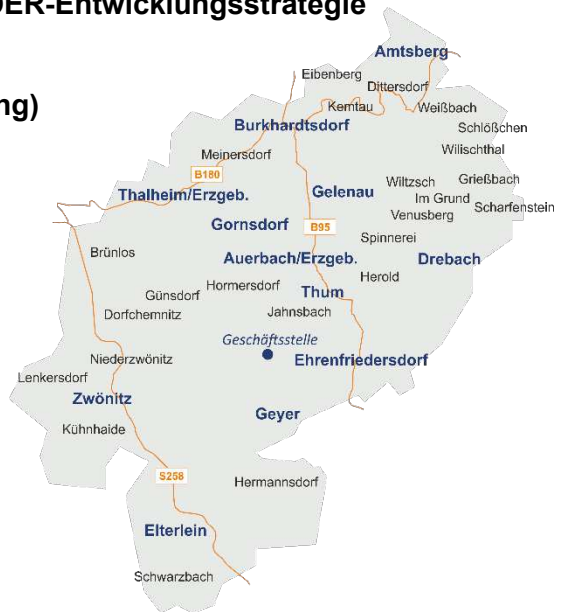 DER-Entwicklungsstrategie
ng)
Amtsberg
Eibenberg
Dittersdorf
Kemtau
Weißbach
Burkhardtsdorf
Schlößchen
Meinersdorf
Wilischthal
B180
Grießbach
Wiltzsch
Thalheim/Erzgeb.
Gelenau
Im Grund
Scharfenstein
Venusberg
Gornsdorf
B95
Spinnerei
Brünlos
Auerbach/Erzgeb.
Drebach
Herold
Hormersdorf
Thum
Günsdorf
Dorfchemnitz
Jahnsbach
Geschäftsstelle
Niederzwönitz
Ehrenfriedersdorf
Lenkersdorf
Zwönitz
Geyer
Kühnhaide
S258
Hermannsdorf
Elterlein
Schwarzbach